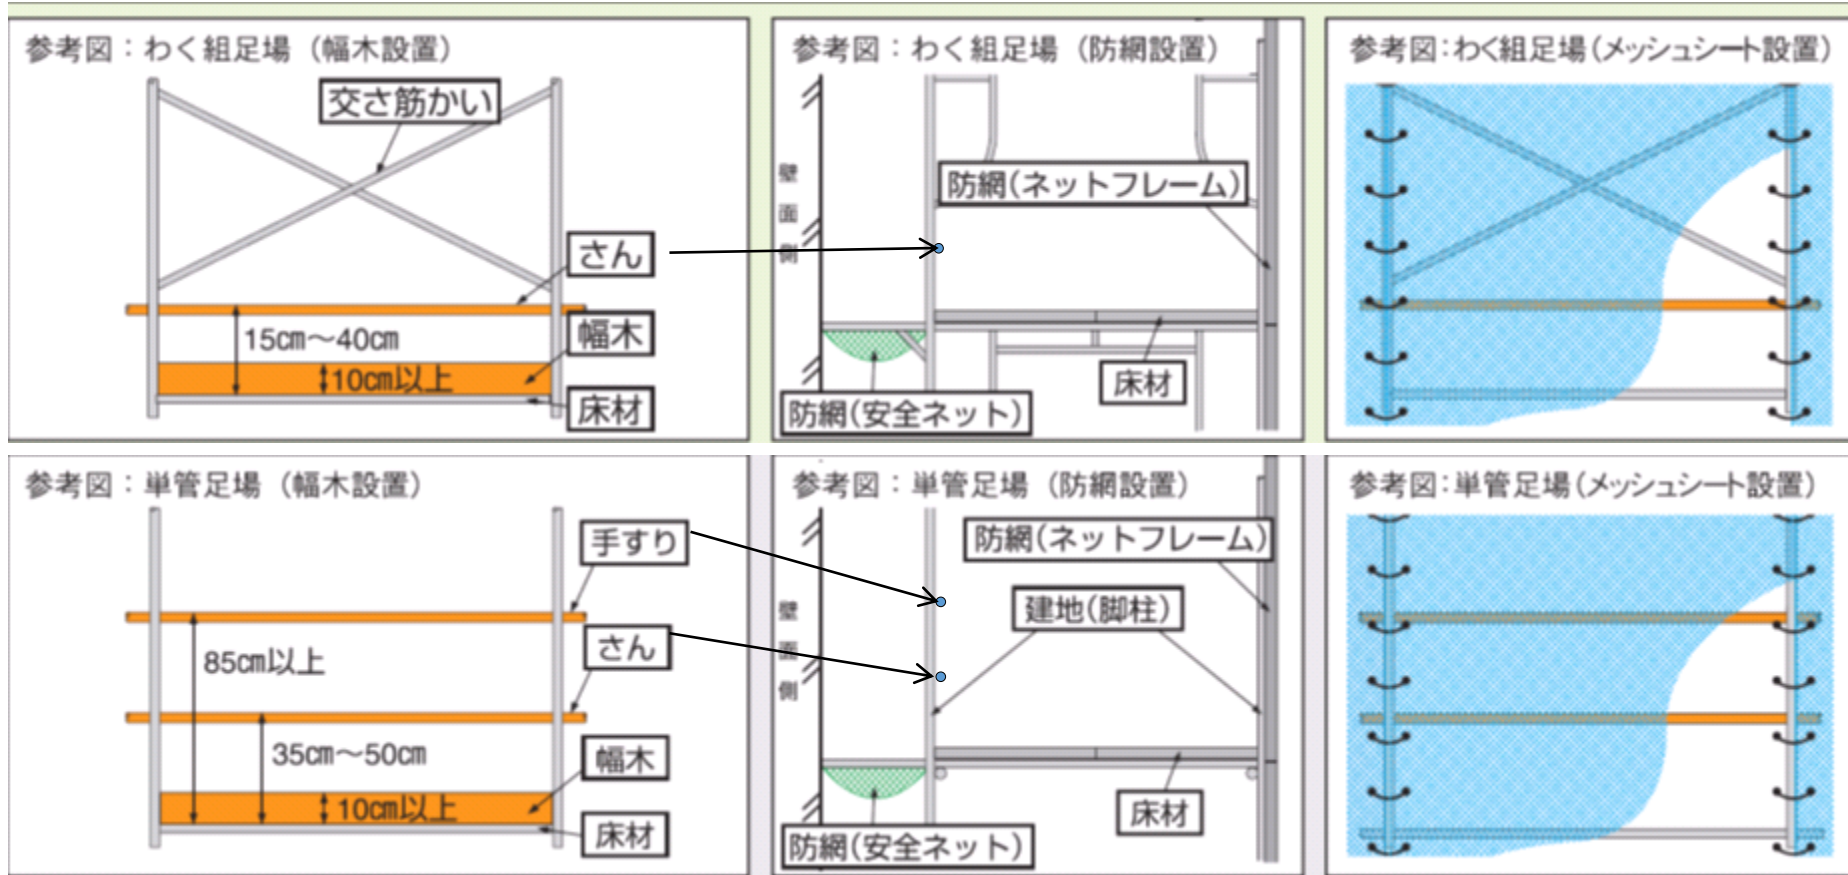 参考図：わく組足場（幅木設置）
交さ筋かい
さん
15cm〜40cm
幅木
10cm以上
床材
参考図：わく組足場（防網設置）
壁面側
防網(ネットフレーム)
床材
防網(安全ネット)
参考図：わく組足場（メッシュシート設置）
参考図：単管足場（幅木設置）
手すり
さん
85cm以上
35cm〜50cm
幅木
10cm以上
床材
参考図：単管足場（防網設置）
防網(ネットフレーム)
建地(脚柱)
壁面側
床材
防網(安全ネット)
参考図：単管足場（メッシュシート設置）